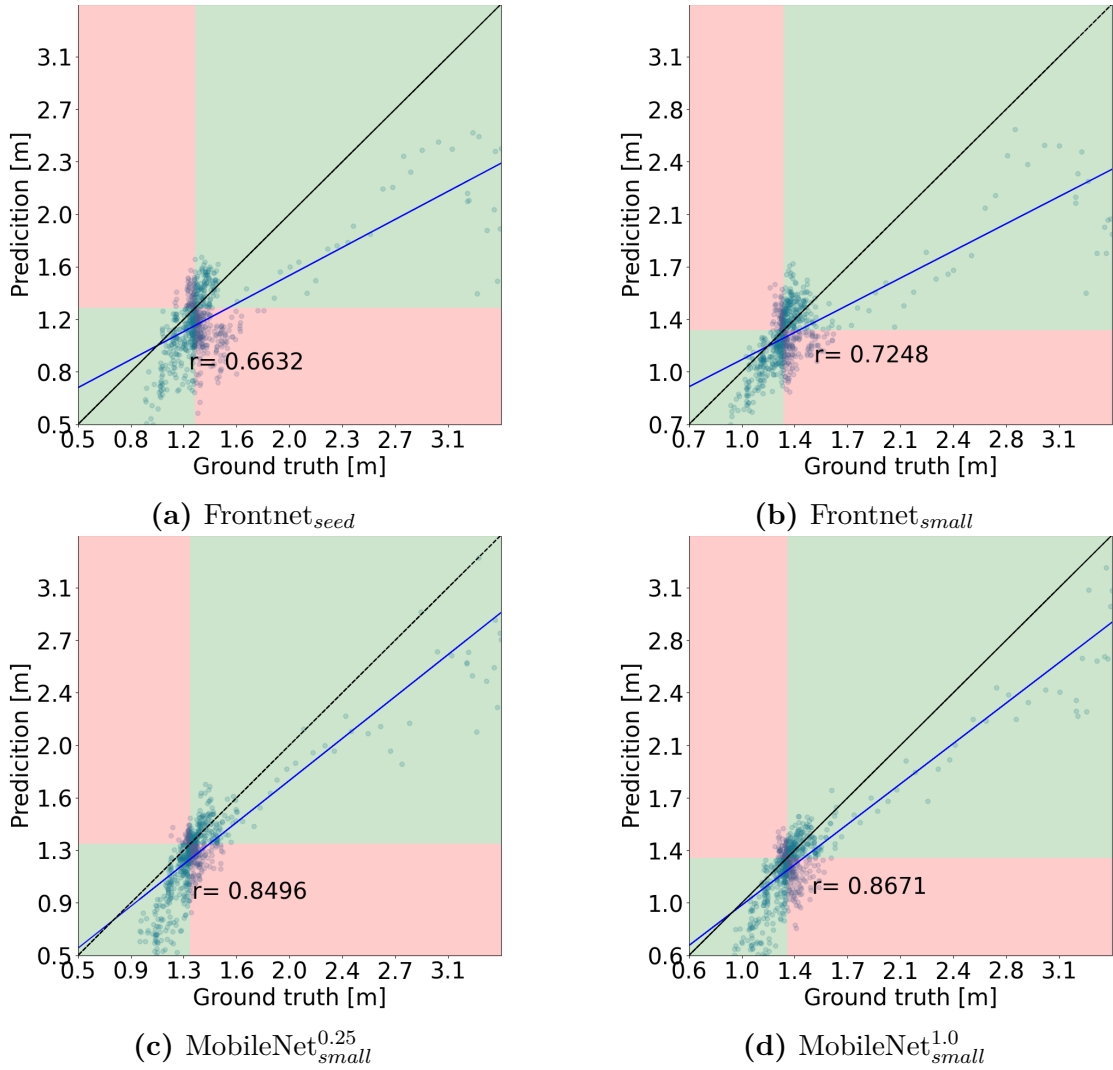 3.1
2.7
2.3
2.0
1.6
1.2
0.8
0.5
Predicition [m]
r= 0.6632
0.5 0.9 1.2 1.6 2.0 2.3 2.7 3.1
Ground truth [m]
(a) Frontnet_seed
3.1
2.8
2.4
2.1
1.7
1.4
1.0
0.7
Predicition [m]
r= 0.7248
0.7 1.0 1.4 1.7 2.1 2.4 2.8 3.1
Ground truth [m]
(b) Frontnet_small
3.1
2.7
2.4
2.0
1.6
1.3
0.9
0.5
Predicition [m]
r= 0.8496
0.5 0.9 1.3 1.6 2.0 2.4 2.7 3.1
Ground truth [m]
(c) MobileNet^0.25_small
3.1
2.8
2.4
2.1
1.7
1.4
1.0
0.6
Predicition [m]
r= 0.8671
0.6 1.0 1.4 1.7 2.1 2.4 2.8 3.1
Ground truth [m]
(d) MobileNet^1.0_small